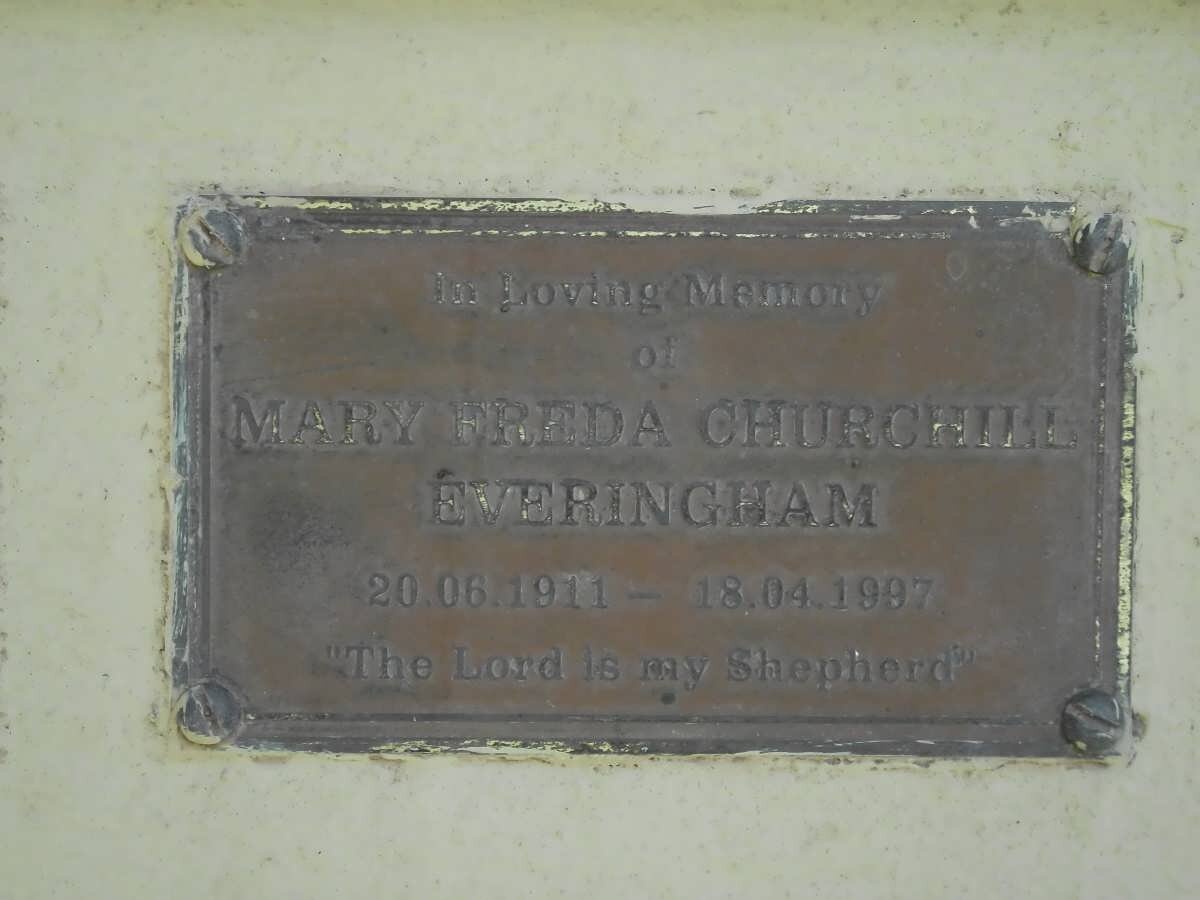 In Loving Memory
of
MARY FREDA CHURCHILL
EVERINGHAM
20.06.1911 – 18.04.1997
"The Lord is my Shepherd"